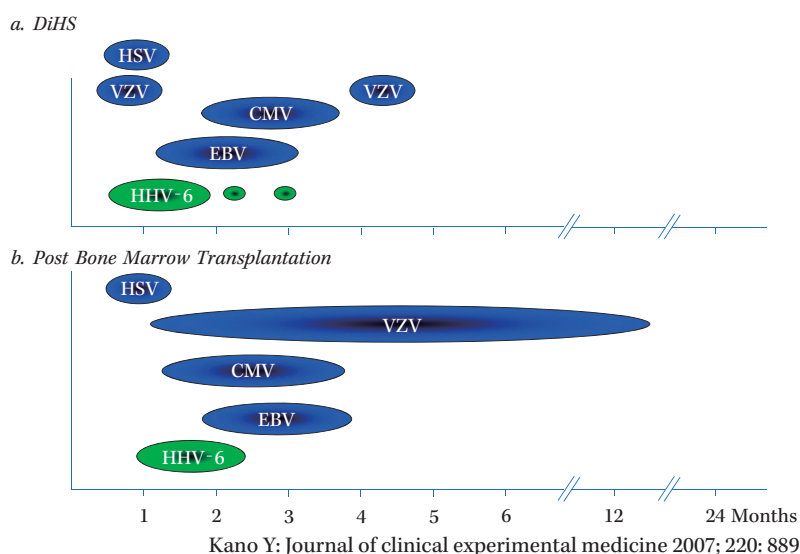 a. DiHS
HSV
VZV VZV
CMV
EBV
HHV-6
b. Post Bone Marrow Transplantation
HSV
VZV
CMV
EBV
HHV-6
1 2 3 4 5 6 12 24 Months
Kano Y: Journal of clinical experimental medicine 2007; 220: 889